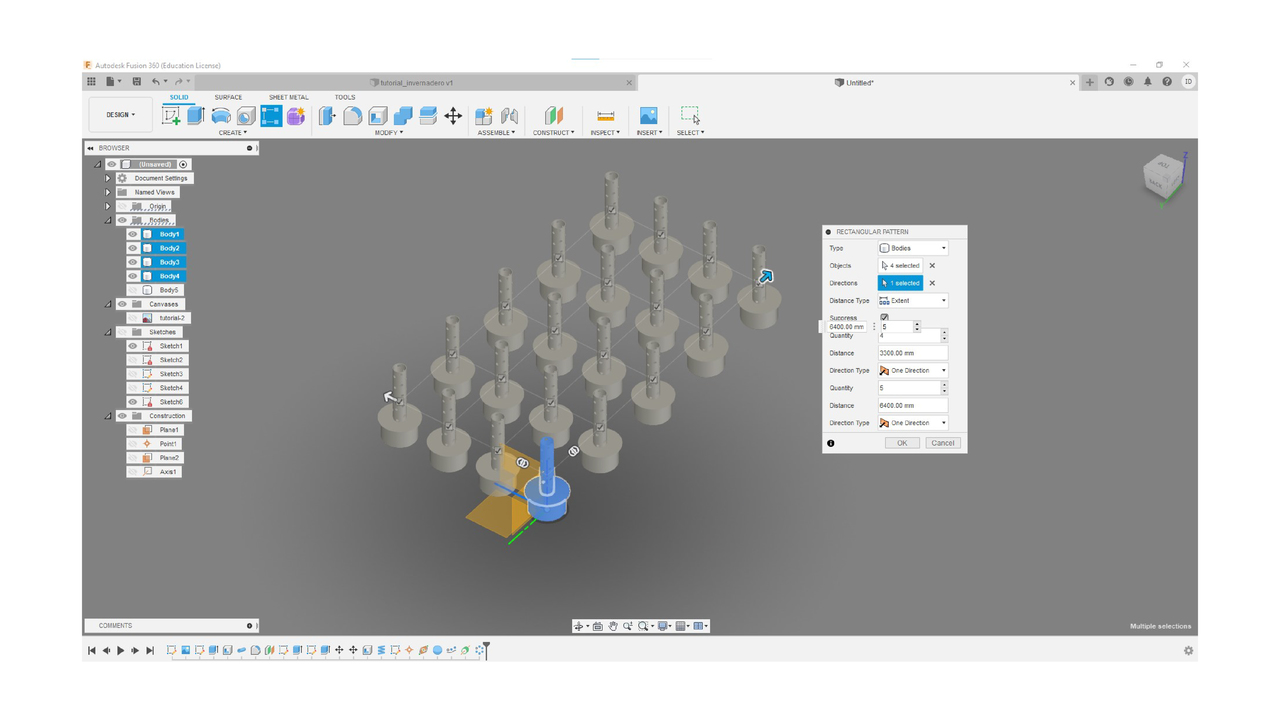 Autodesk Fusion 360 (Education License)
tutorial_invernadero v1
Untitled*
ID
SOLID
SURFACE
SHEET METAL
TOOLS
DESIGN
CREATE
MODIFY
ASSEMBLE
CONSTRUCT
INSPECT
INSERT
SELECT
BROWSER
(Unsaved)
Document Settings
Named Views
Origin
Bodies
Body1
Body2
Body3
Body4
Body5
Canvases
tutorial-2
Sketches
Sketch1
Sketch2
Sketch3
Sketch4
Sketch6
Construction
Plane1
Point1
Plane2
Axis1
Z
BACK
RECTANGULAR PATTERN
Type Bodies
Objects 4 selected
Directions 1 selected
Distance Type Extent
Suppress
6400.00 mm 5
Quantity 4
Distance 3300.00 mm
Direction Type One Direction
Quantity 5
Distance 6400.00 mm
Direction Type One Direction
OK Cancel
COMMENTS
Multiple selections